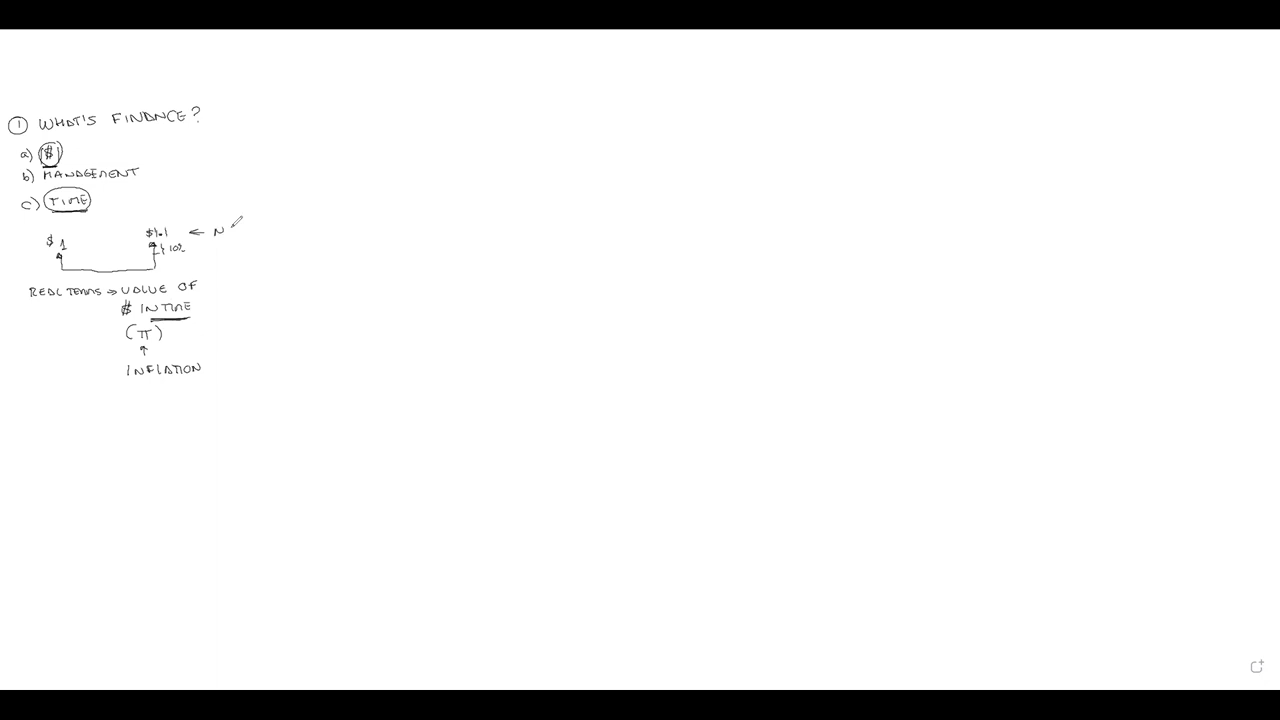 ① WHAT'S FINANCE?
a) $
b) MANAGEMENT
c) TIME
$1.1 ← N
$ 1
10%
REAL TERMS → VALUE OF
$ IN TIME
(π)
↑
INFLATION